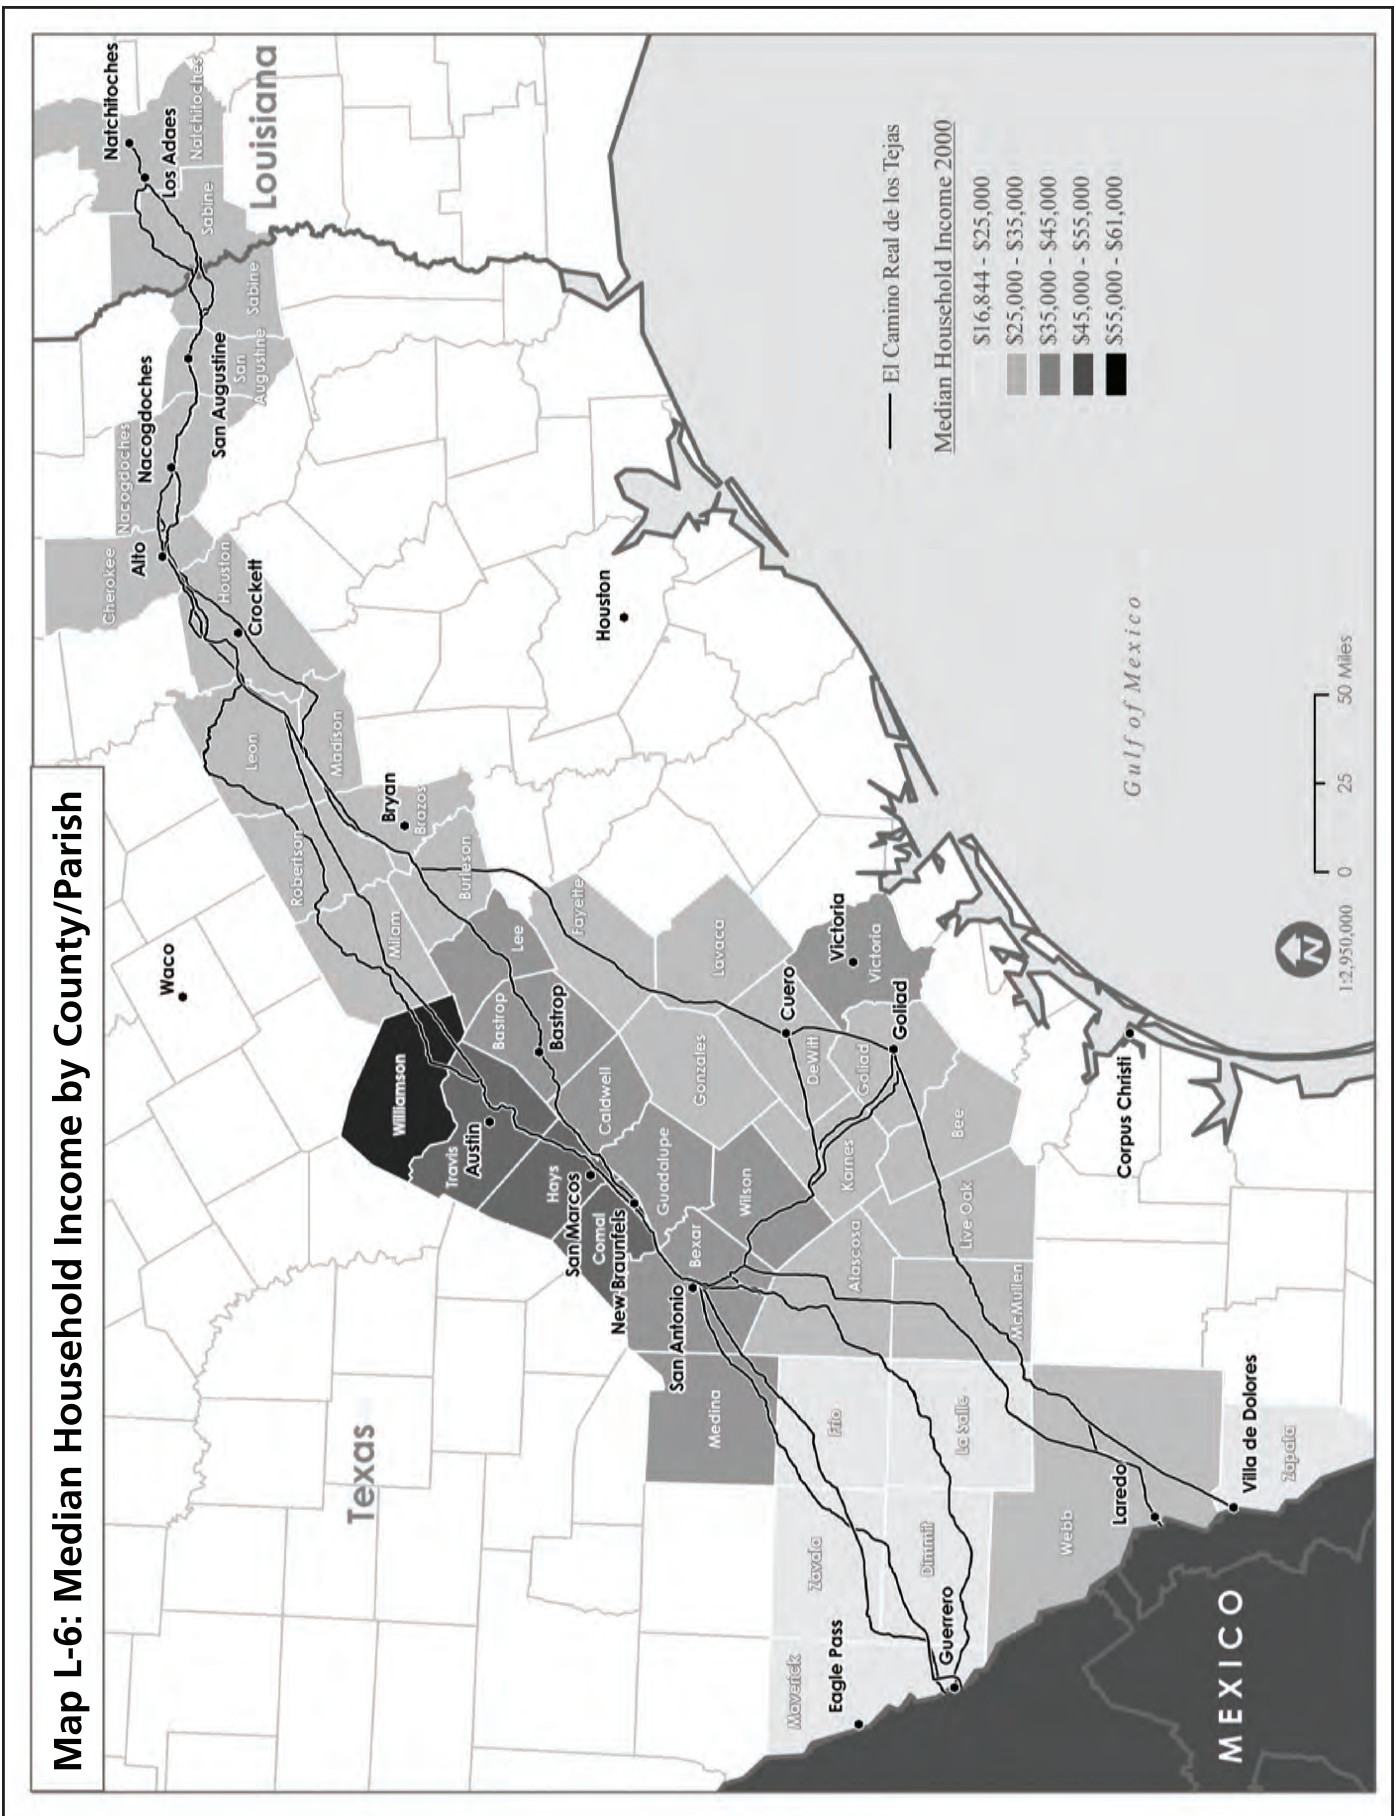 Map L-6: Median Household Income by County/Parish
Natchitoches
Los Adaes
Natchitoches
Sabine
Louisiana
Sabine
San
Augustine
San Augustine
Nacogdoches
Nacogdoches
Alto
Cherokee
Houston
Crockett
Houston
Leon
Madison
Bryan
Brazos
Robertson
Burleson
Milam
Waco
Lee
Fayette
Lavaca
Victoria
Victoria
Cuero
Goliad
Goliad
DeWitt
Bastrop
Bastrop
Williamson
Travis
Austin
Caldwell
Gonzales
Hays
San Marcos
Comal
New Braunfels
Guadalupe
Wilson
Karnes
Bee
Corpus Christi
Bexar
San Antonio
Atascosa
Live Oak
McMullen
Texas
Medina
Frio
La Salle
Zavala
Dimmit
Webb
Laredo
Villa de Dolores
Zapata
Maverick
Eagle Pass
Guerrero
MEXICO
Gulf of Mexico
El Camino Real de los Tejas
Median Household Income 2000
$16,844 - $25,000
$25,000 - $35,000
$35,000 - $45,000
$45,000 - $55,000
$55,000 - $61,000
N
1:2,950,000
0 25 50 Miles